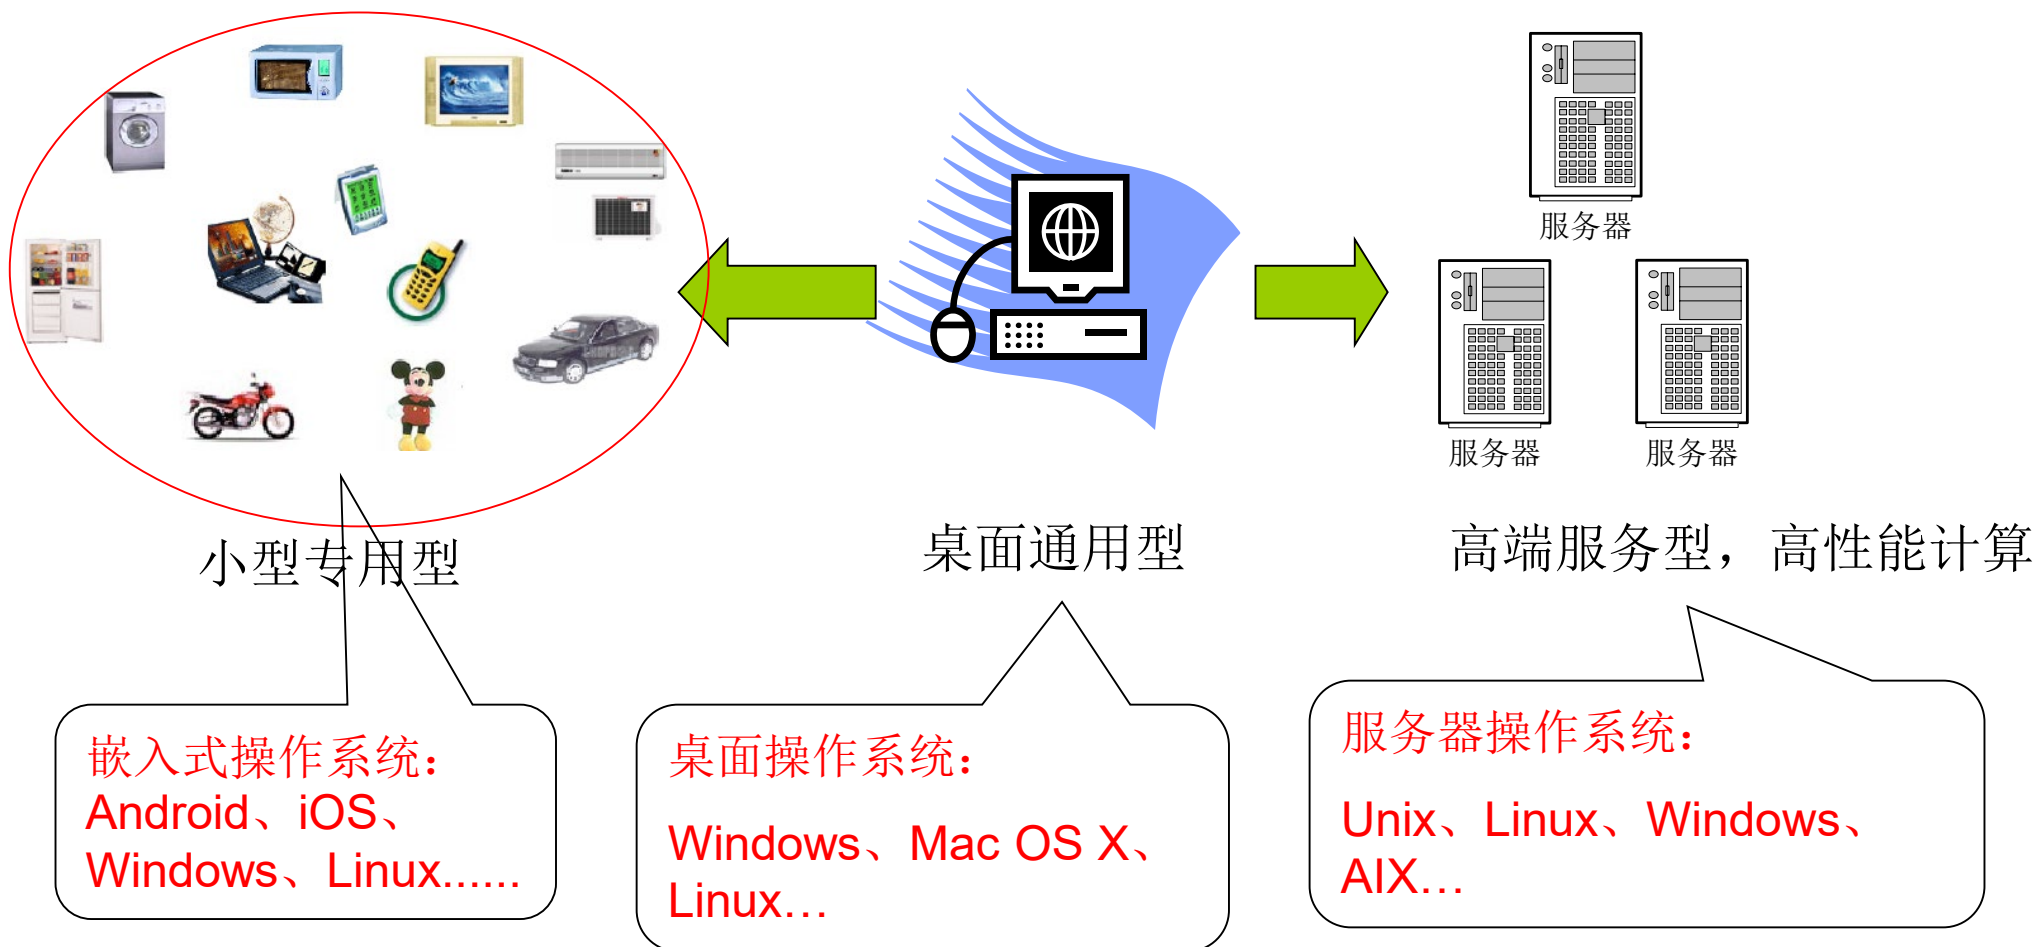 服务器
服务器
服务器
小型专用型
桌面通用型
高端服务型，高性能计算
嵌入式操作系统：
Android、iOS、
Windows、Linux......
桌面操作系统：
Windows、Mac OS X、
Linux…
服务器操作系统：
Unix、Linux、Windows、
AIX…